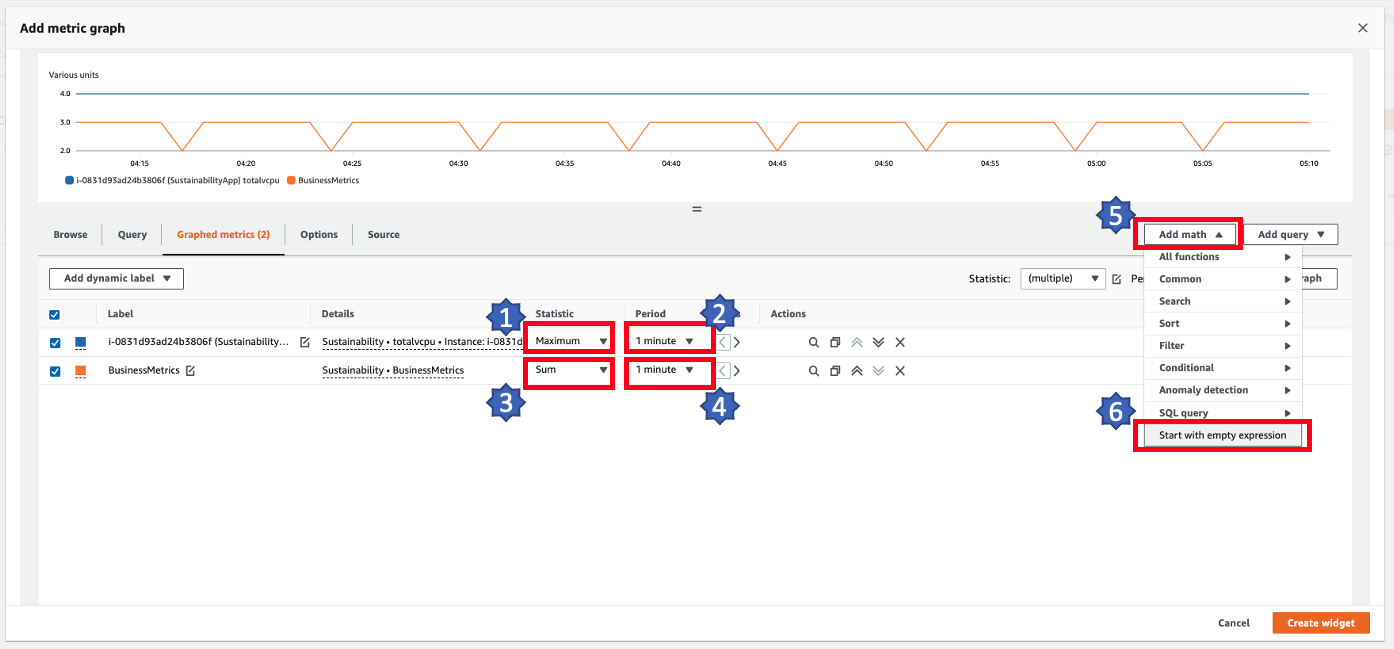 Add metric graph
Various units
4.0
3.0
2.0
04:15 04:20 04:25 04:30 04:35 04:40 04:45 04:50 04:55 05:00 05:05 05:10
i-0831d93ad24b3806f (SustainabilityApp) totalvcpu BusinessMetrics
Browse Query Graphed metrics (2) Options Source
5
Add math Add query
Add dynamic label
Statistic: (multiple)
All functions
Common
Search
Sort
Filter
Conditional
Anomaly detection
SQL query
6
Start with empty expression
Label Details 1 Statistic Period 2 Actions
i-0831d93ad24b3806f (Sustainability... Sustainability • totalvcpu • Instance: i-0831d Maximum 1 minute
BusinessMetrics Sustainability • BusinessMetrics Sum 1 minute
3 4
Cancel Create widget